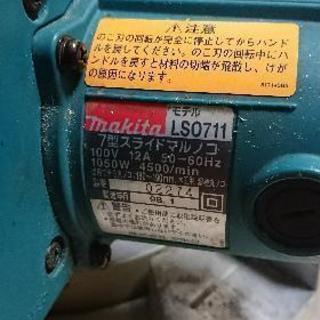 注意
のこ刃の回転が完全に停止してからハンド
ルを戻してください。のこ刃の回転中にハ
ンドルを戻すと材料の切端が飛散し、けが
の原因になります。
makita
モデル LS0711
7型スライドマルノコ
100V 12A 50-60Hz
1050W 4500/min
02274
98.1
警告